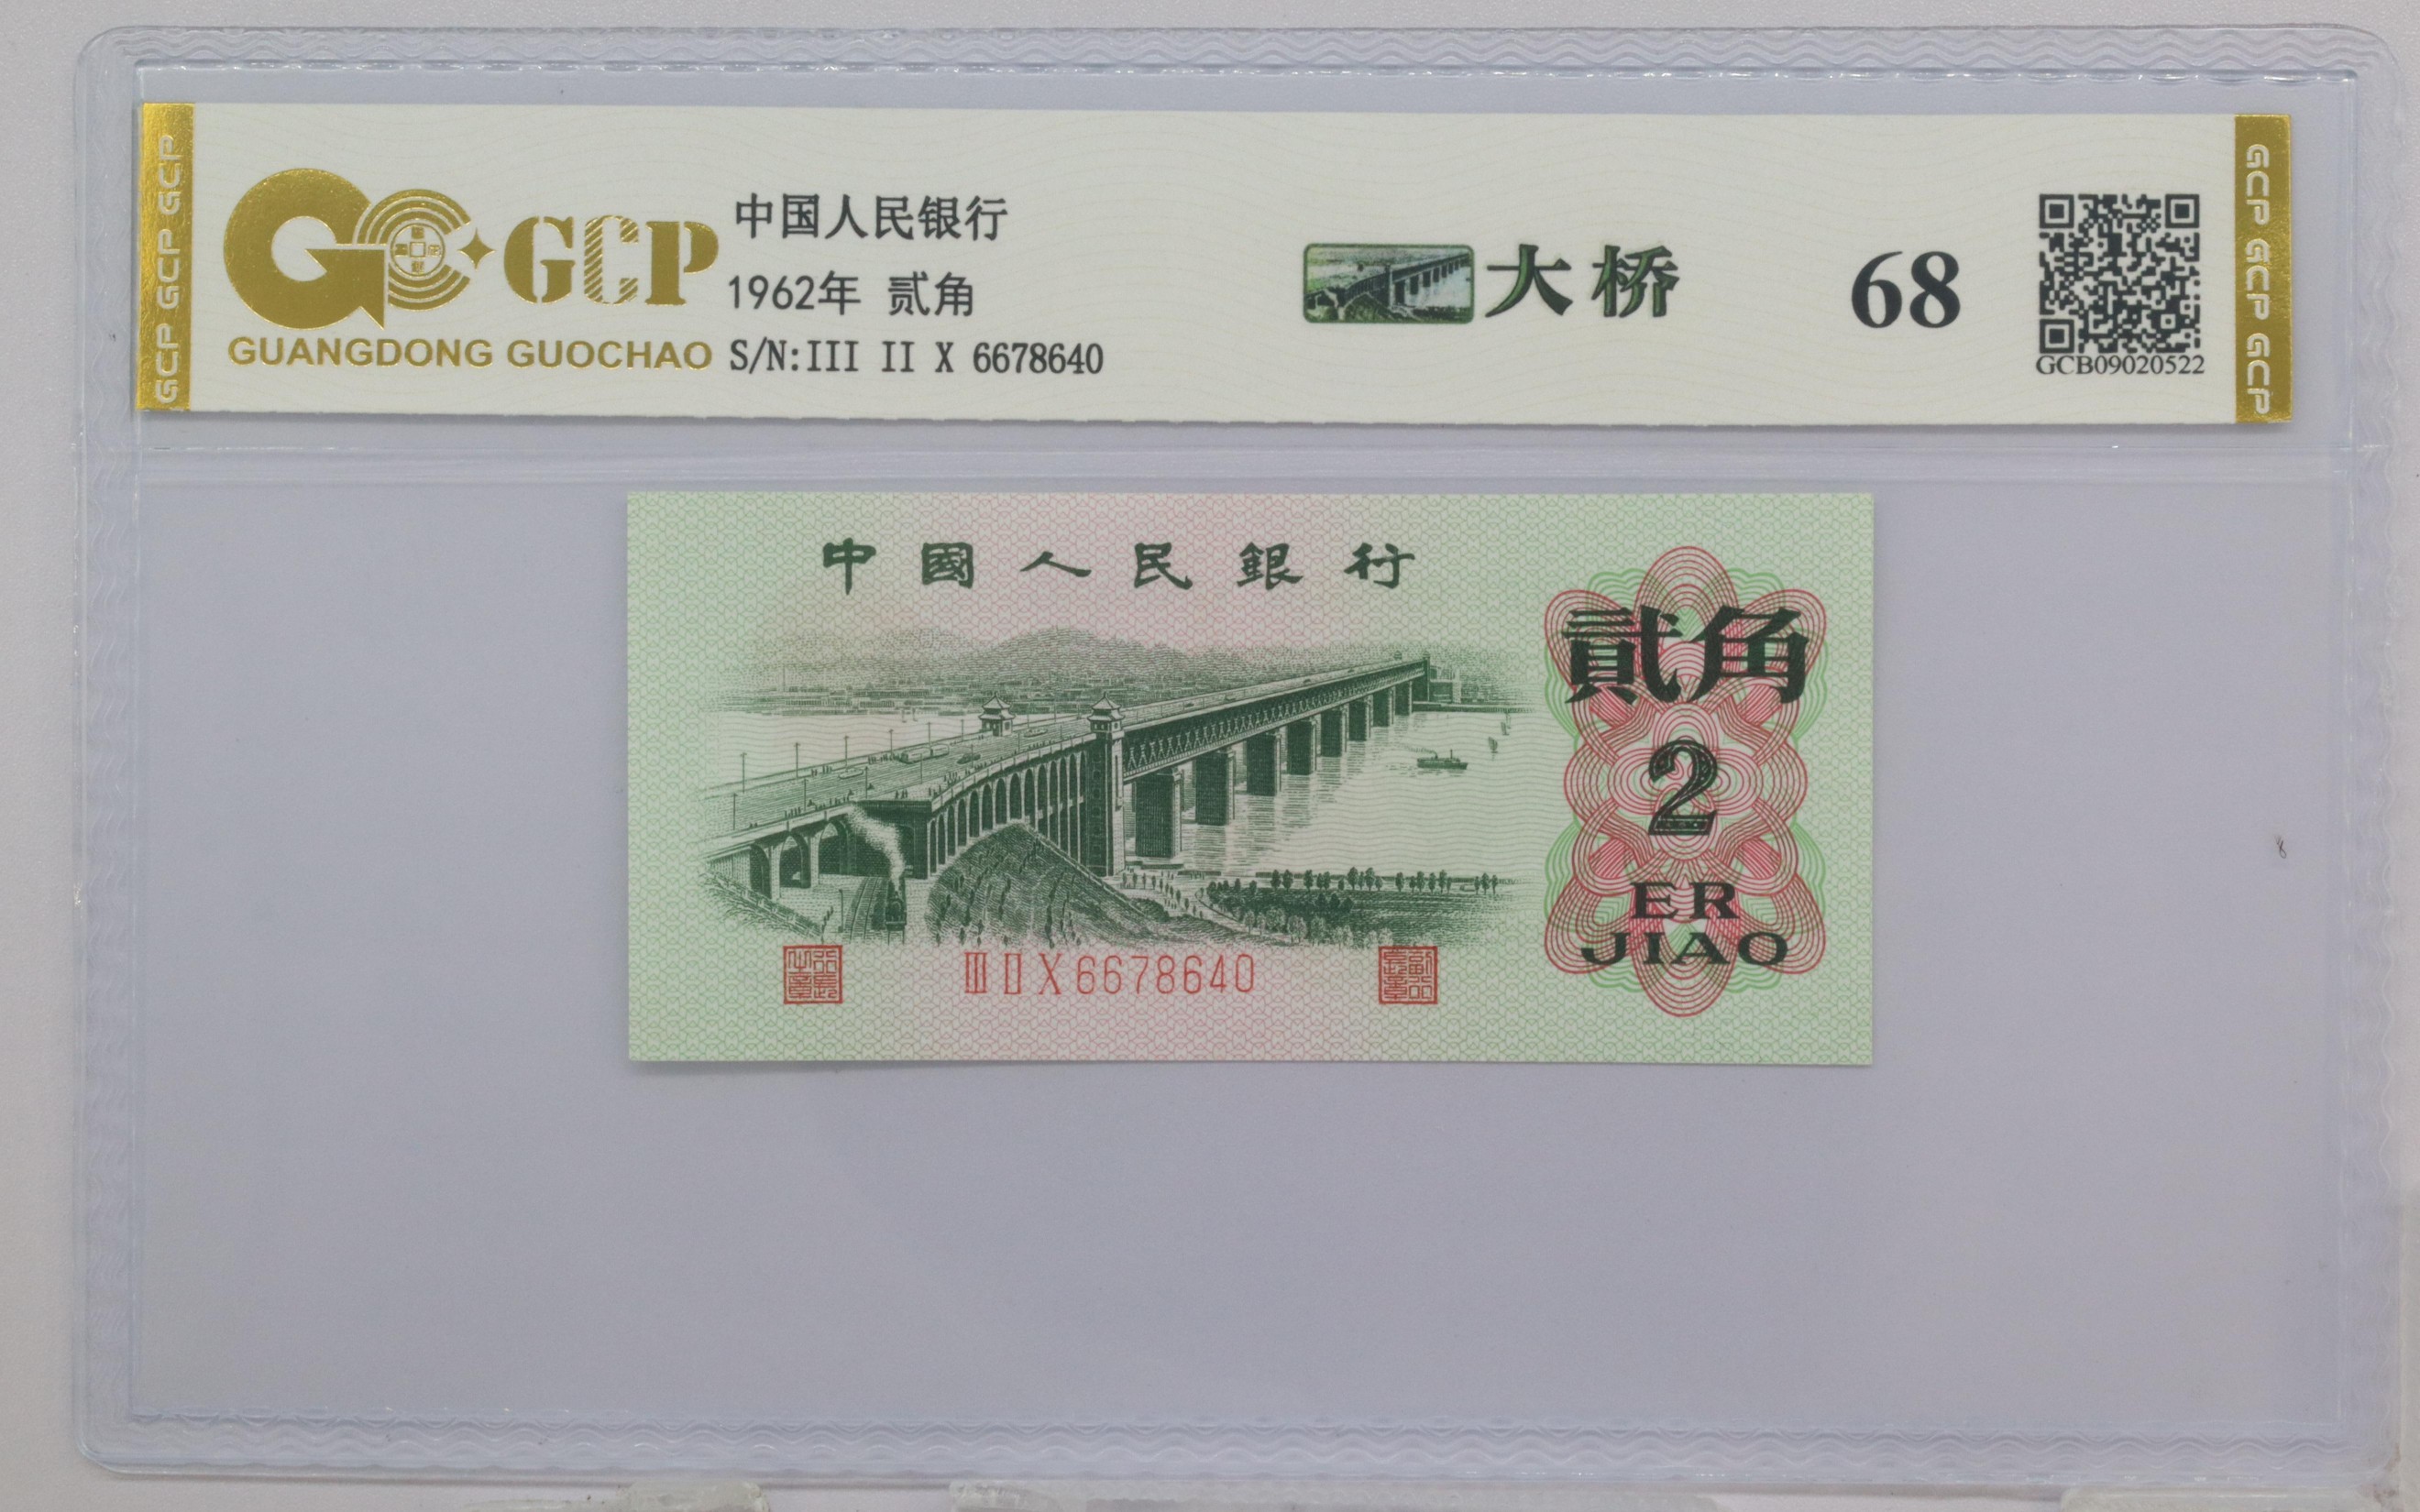 GCP GCP GCP
GCP
GUANGDONG GUOCHAO
中国人民银行
1962年 贰角
S/N:III II X 6678640
大桥
68
GCB09020522
GCP GCP GCP
中國人民銀行
貳角
2
ER
JIAO
III II X 6678640